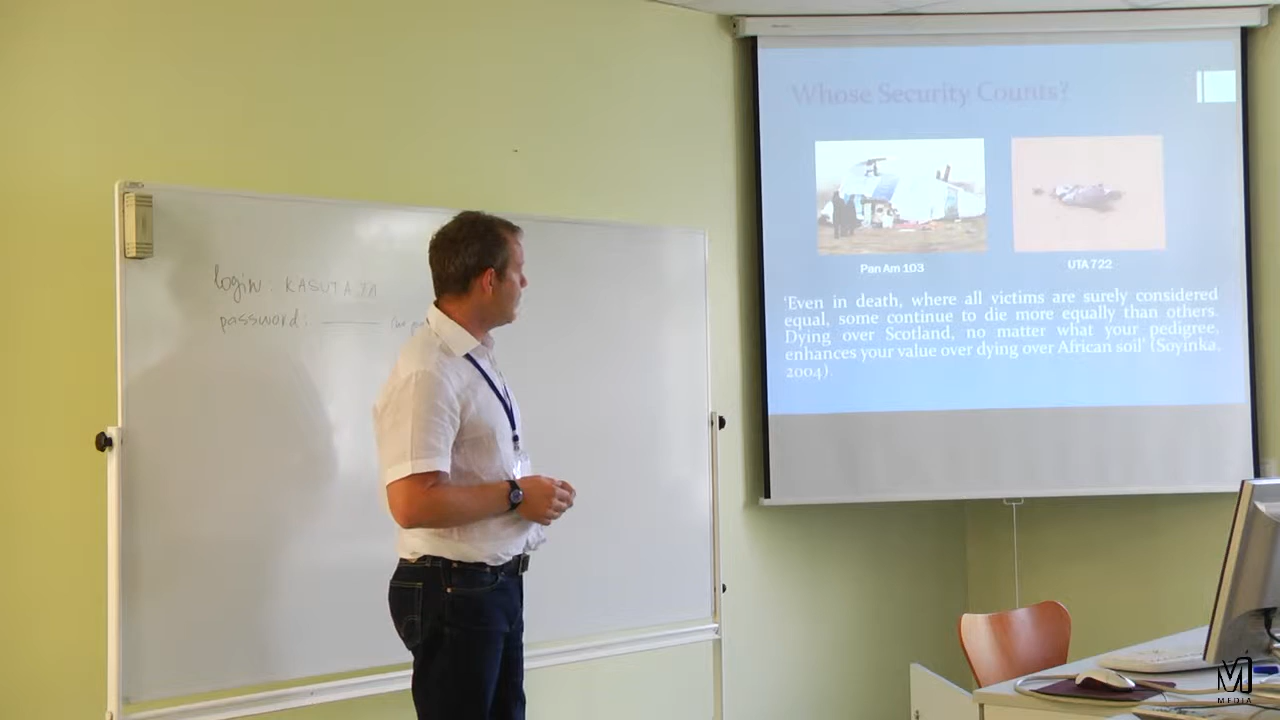 Whose Security Counts?
Pan Am 103
UTA 722
‘Even in death, where all victims are surely considered
equal, some continue to die more equally than others.
Dying over Scotland, no matter what your pedigree,
enhances your value over dying over African soil’ (Soyinka,
2004).
login: KASUTAJA
password:
MEDIA